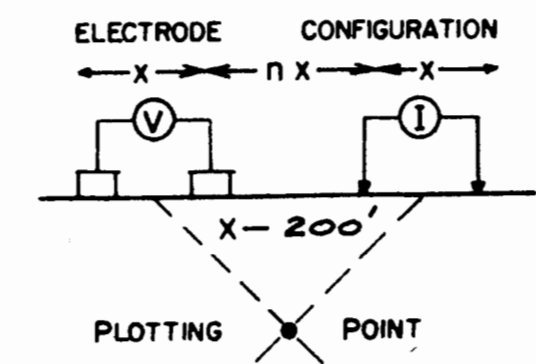 ELECTRODE CONFIGURATION
X n X X
V I
X - 200'
PLOTTING POINT